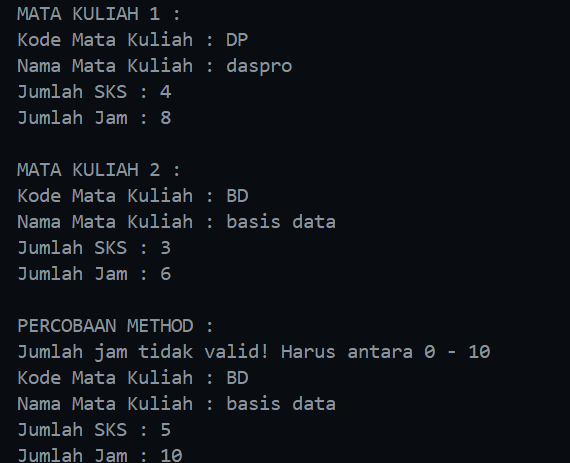 MATA KULIAH 1 :
Kode Mata Kuliah : DP
Nama Mata Kuliah : daspro
Jumlah SKS : 4
Jumlah Jam : 8
MATA KULIAH 2 :
Kode Mata Kuliah : BD
Nama Mata Kuliah : basis data
Jumlah SKS : 3
Jumlah Jam : 6
PERCOBAAN METHOD :
Jumlah jam tidak valid! Harus antara 0 - 10
Kode Mata Kuliah : BD
Nama Mata Kuliah : basis data
Jumlah SKS : 5
Jumlah Jam : 10